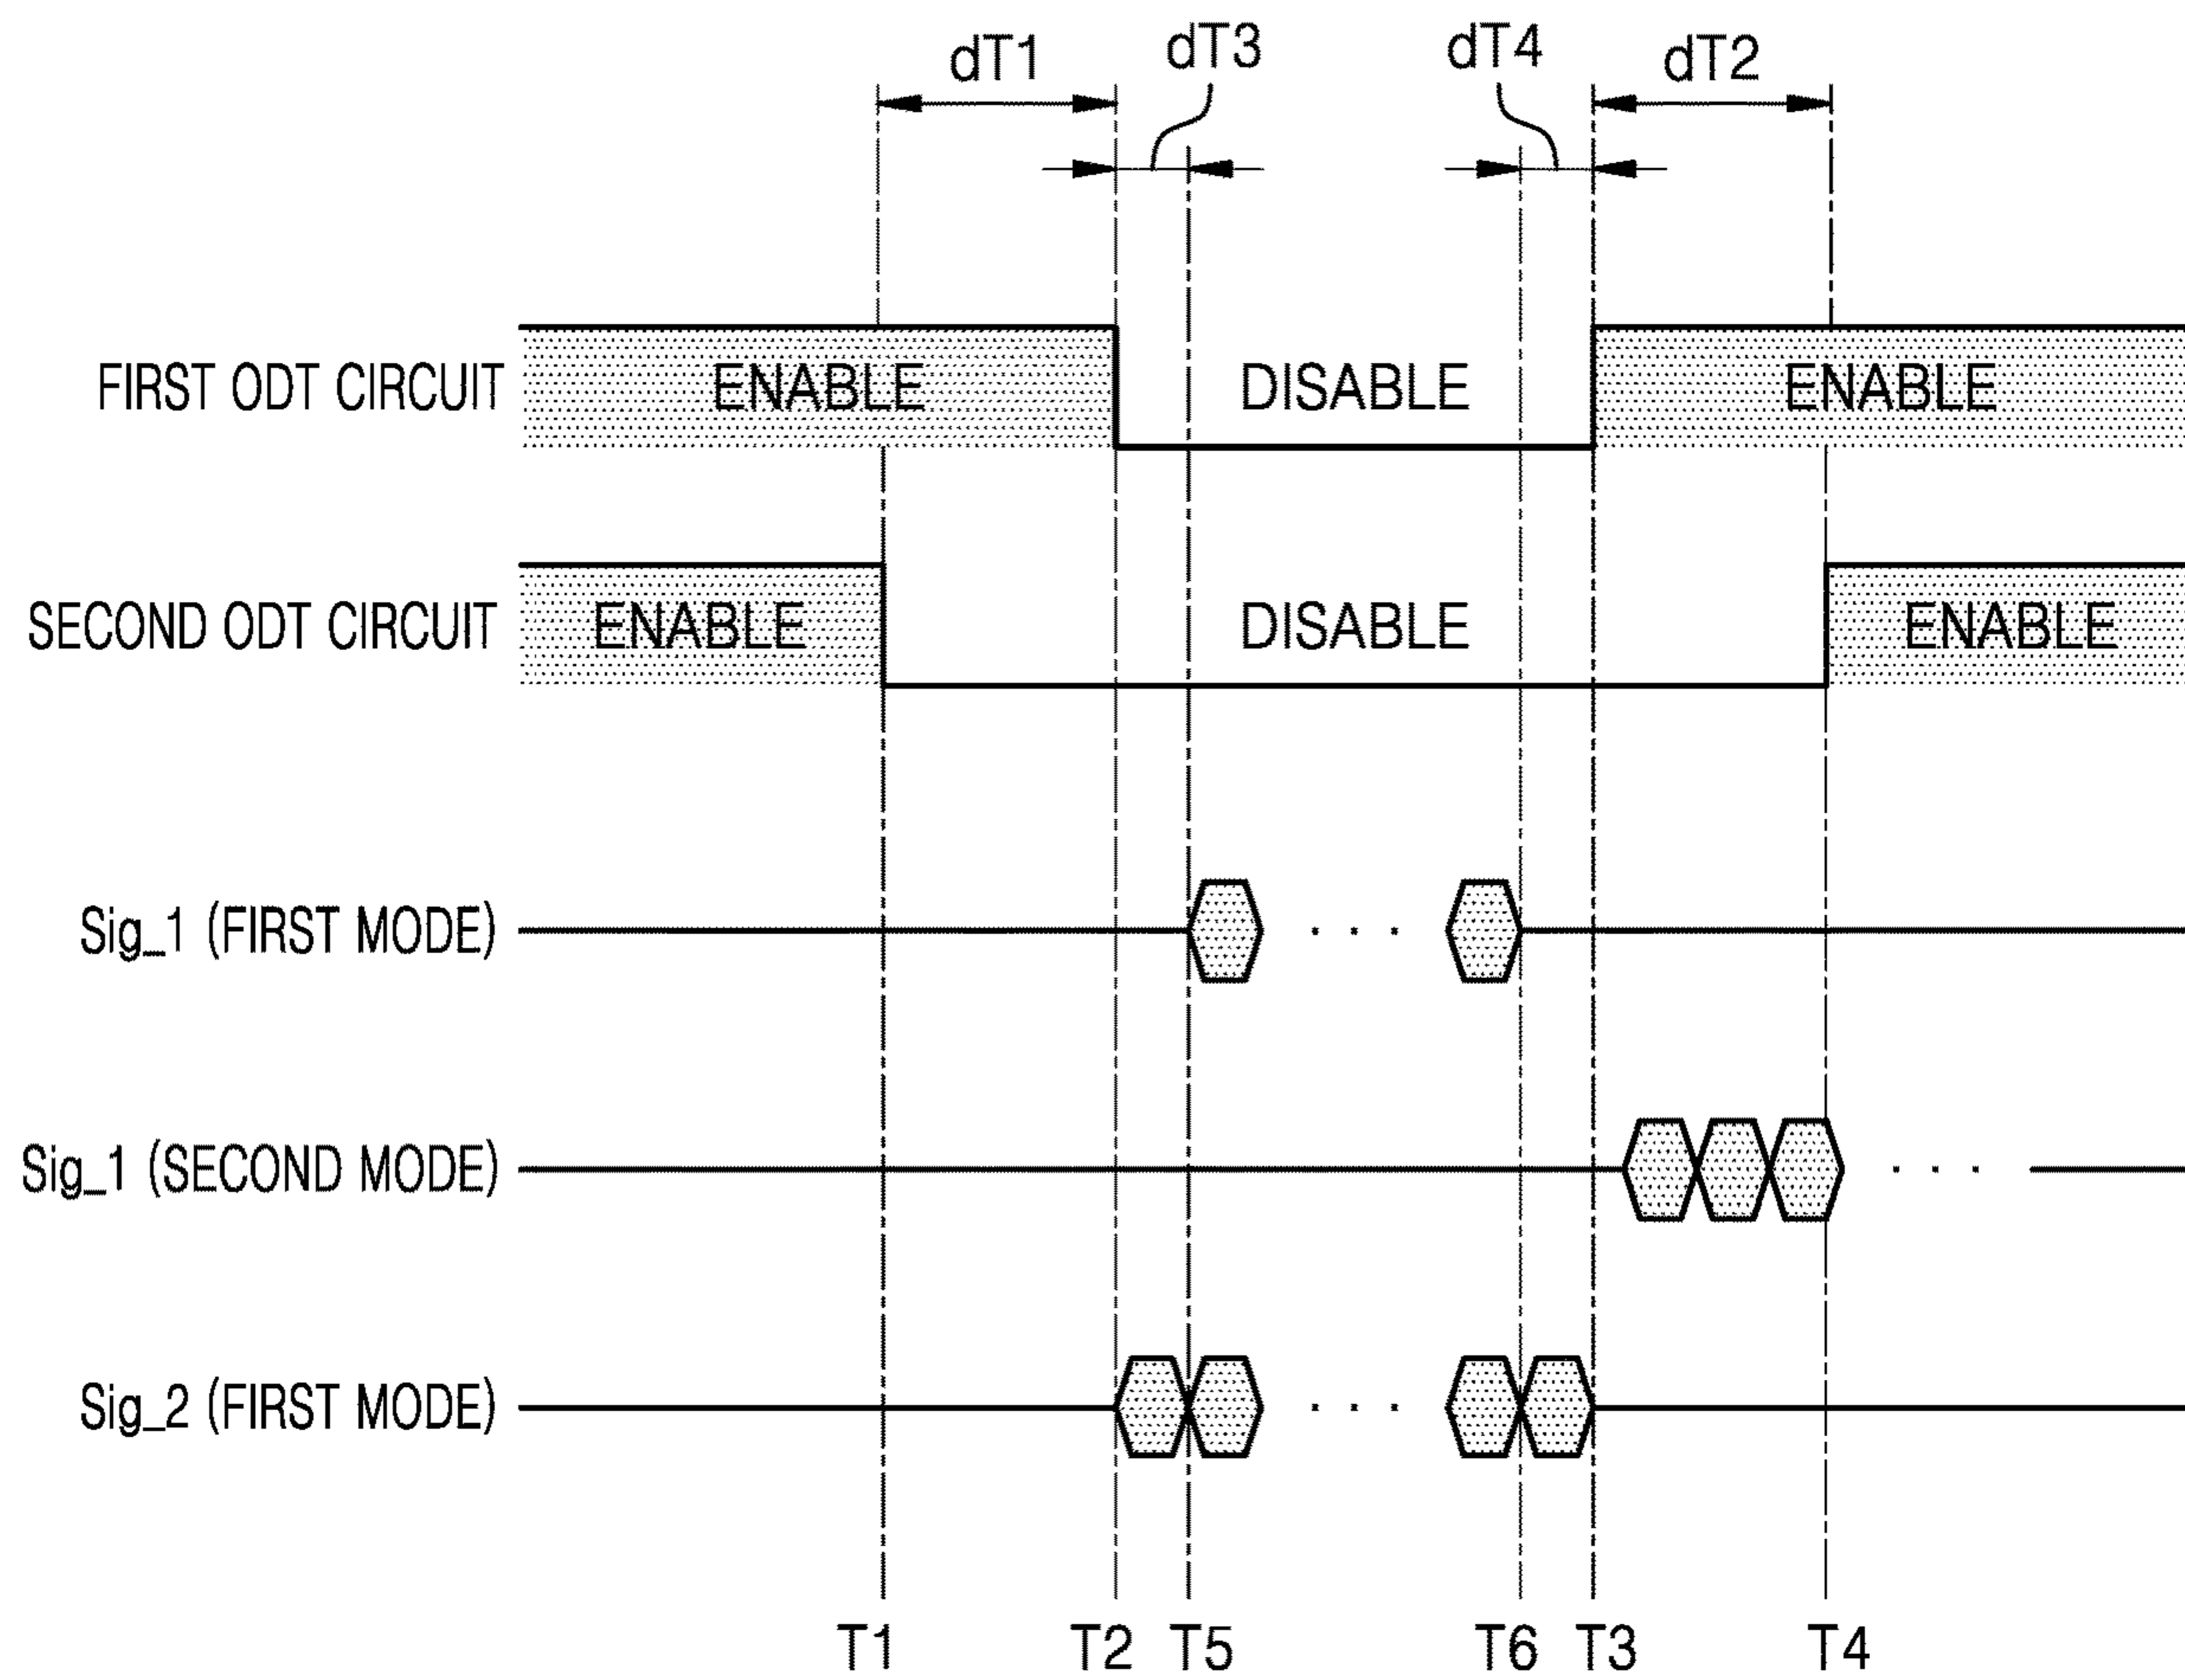 dT1 dT3 dT4 dT2
FIRST ODT CIRCUIT ENABLE DISABLE ENABLE
SECOND ODT CIRCUIT ENABLE DISABLE ENABLE
Sig_1 (FIRST MODE) . . .
Sig_1 (SECOND MODE) . . .
Sig_2 (FIRST MODE) . . .
T1 T2 T5 T6 T3 T4